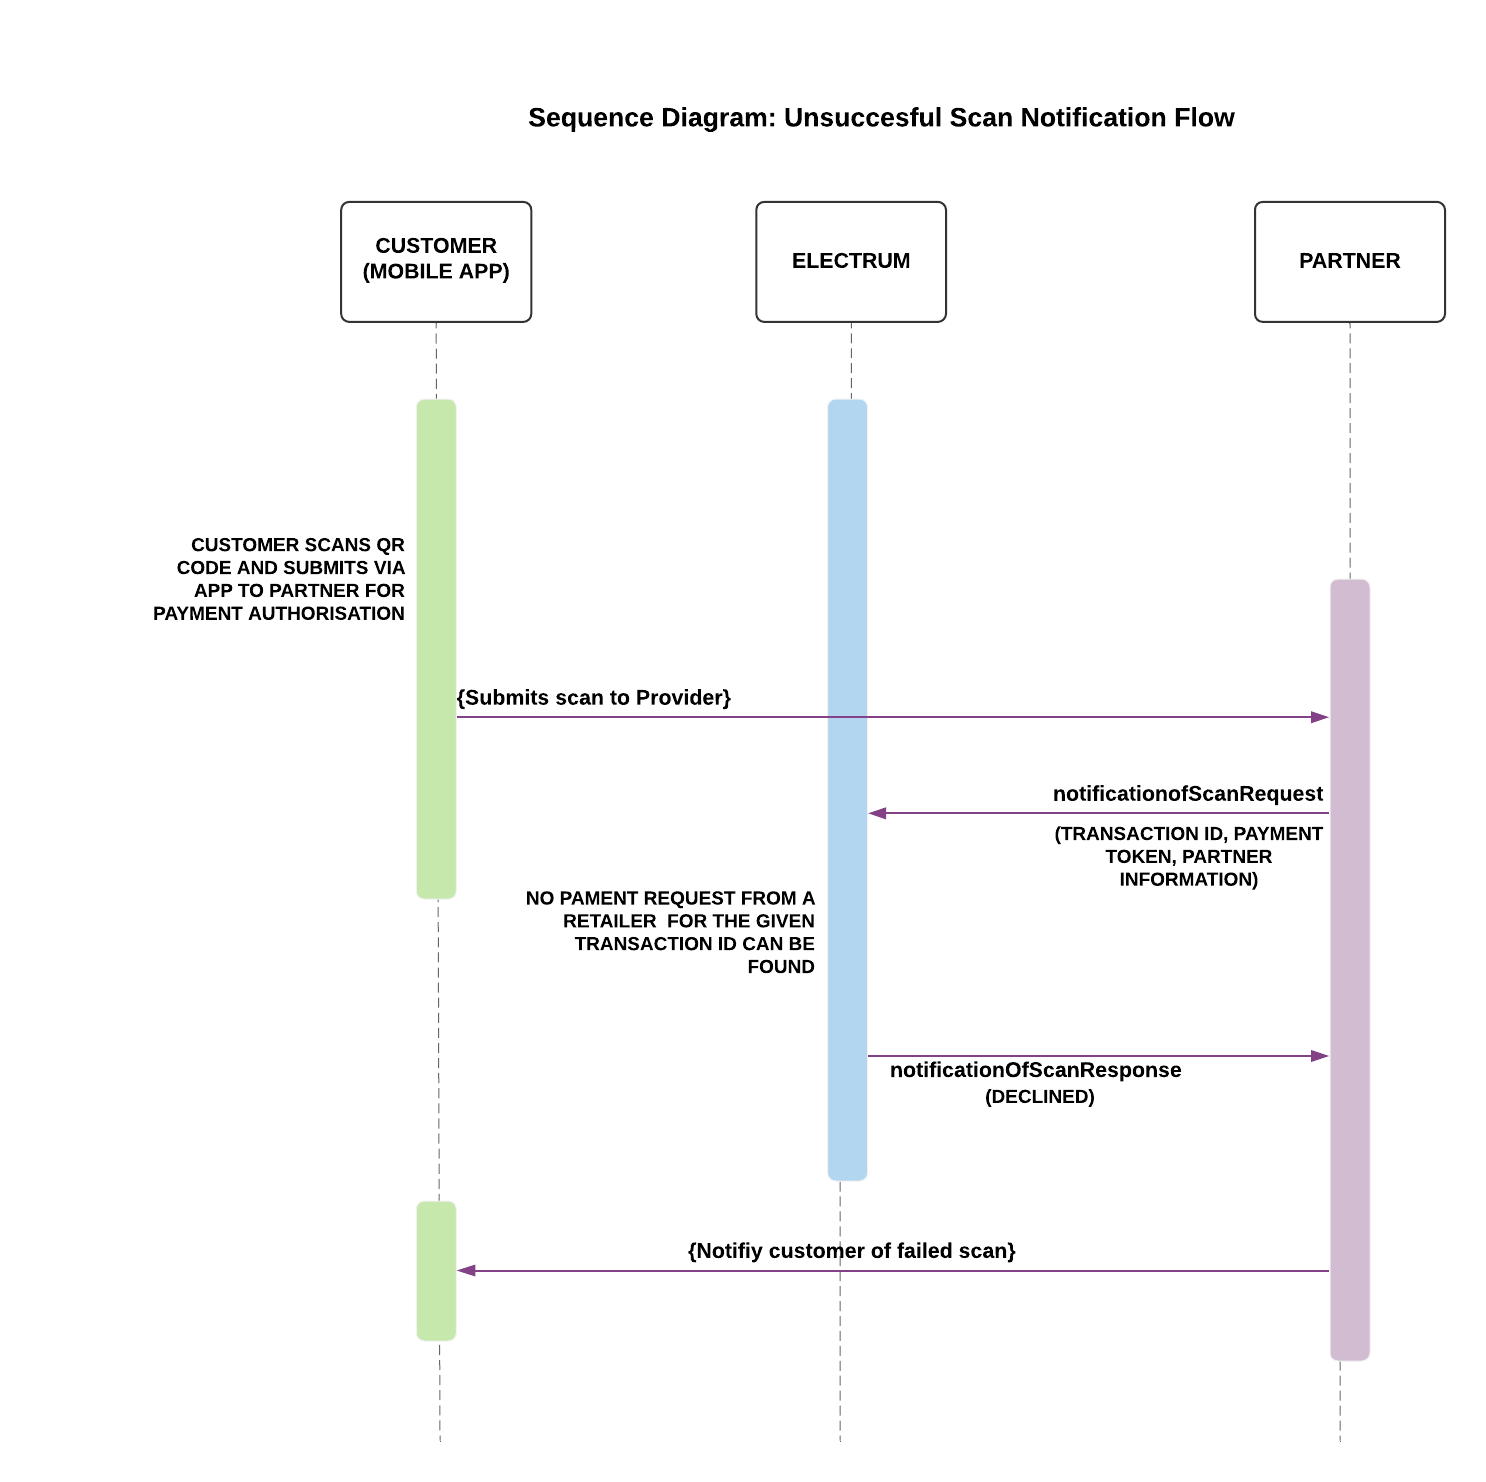 Sequence Diagram: Unsuccesful Scan Notification Flow
CUSTOMER
(MOBILE APP)
ELECTRUM
PARTNER
CUSTOMER SCANS QR
CODE AND SUBMITS VIA
APP TO PARTNER FOR
PAYMENT AUTHORISATION
{Submits scan to Provider}
notificationofScanRequest
(TRANSACTION ID, PAYMENT
TOKEN, PARTNER
INFORMATION)
NO PAMENT REQUEST FROM A
RETAILER  FOR THE GIVEN
TRANSACTION ID CAN BE
FOUND
notificationOfScanResponse
(DECLINED)
{Notifiy customer of failed scan}